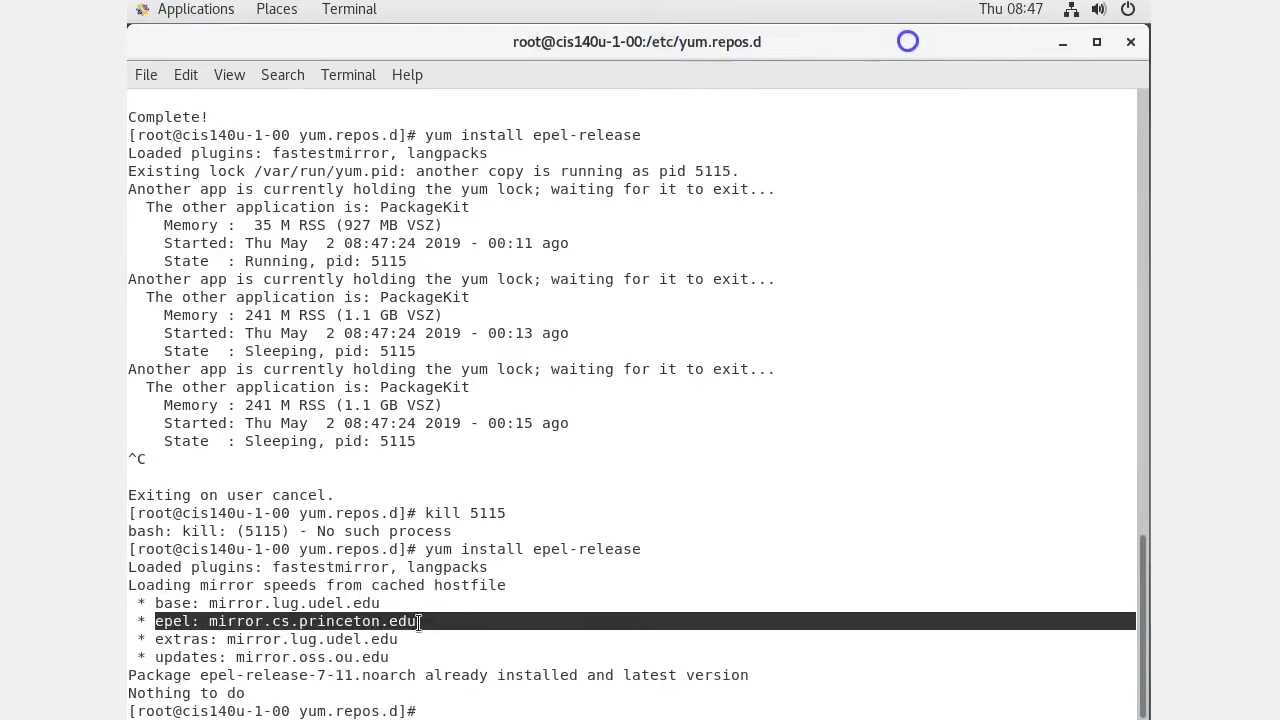 Applications Places Terminal Thu 08:47
root@cis140u-1-00:/etc/yum.repos.d
File Edit View Search Terminal Help
Complete!
[root@cis140u-1-00 yum.repos.d]# yum install epel-release
Loaded plugins: fastestmirror, langpacks
Existing lock /var/run/yum.pid: another copy is running as pid 5115.
Another app is currently holding the yum lock; waiting for it to exit...
  The other application is: PackageKit
    Memory :  35 M RSS (927 MB VSZ)
    Started: Thu May  2 08:47:24 2019 - 00:11 ago
    State  : Running, pid: 5115
Another app is currently holding the yum lock; waiting for it to exit...
  The other application is: PackageKit
    Memory : 241 M RSS (1.1 GB VSZ)
    Started: Thu May  2 08:47:24 2019 - 00:13 ago
    State  : Sleeping, pid: 5115
Another app is currently holding the yum lock; waiting for it to exit...
  The other application is: PackageKit
    Memory : 241 M RSS (1.1 GB VSZ)
    Started: Thu May  2 08:47:24 2019 - 00:15 ago
    State  : Sleeping, pid: 5115
^C
Exiting on user cancel.
[root@cis140u-1-00 yum.repos.d]# kill 5115
bash: kill: (5115) - No such process
[root@cis140u-1-00 yum.repos.d]# yum install epel-release
Loaded plugins: fastestmirror, langpacks
Loading mirror speeds from cached hostfile
 * base: mirror.lug.udel.edu
 * epel: mirror.cs.princeton.edu
 * extras: mirror.lug.udel.edu
 * updates: mirror.oss.ou.edu
Package epel-release-7-11.noarch already installed and latest version
Nothing to do
[root@cis140u-1-00 yum.repos.d]#